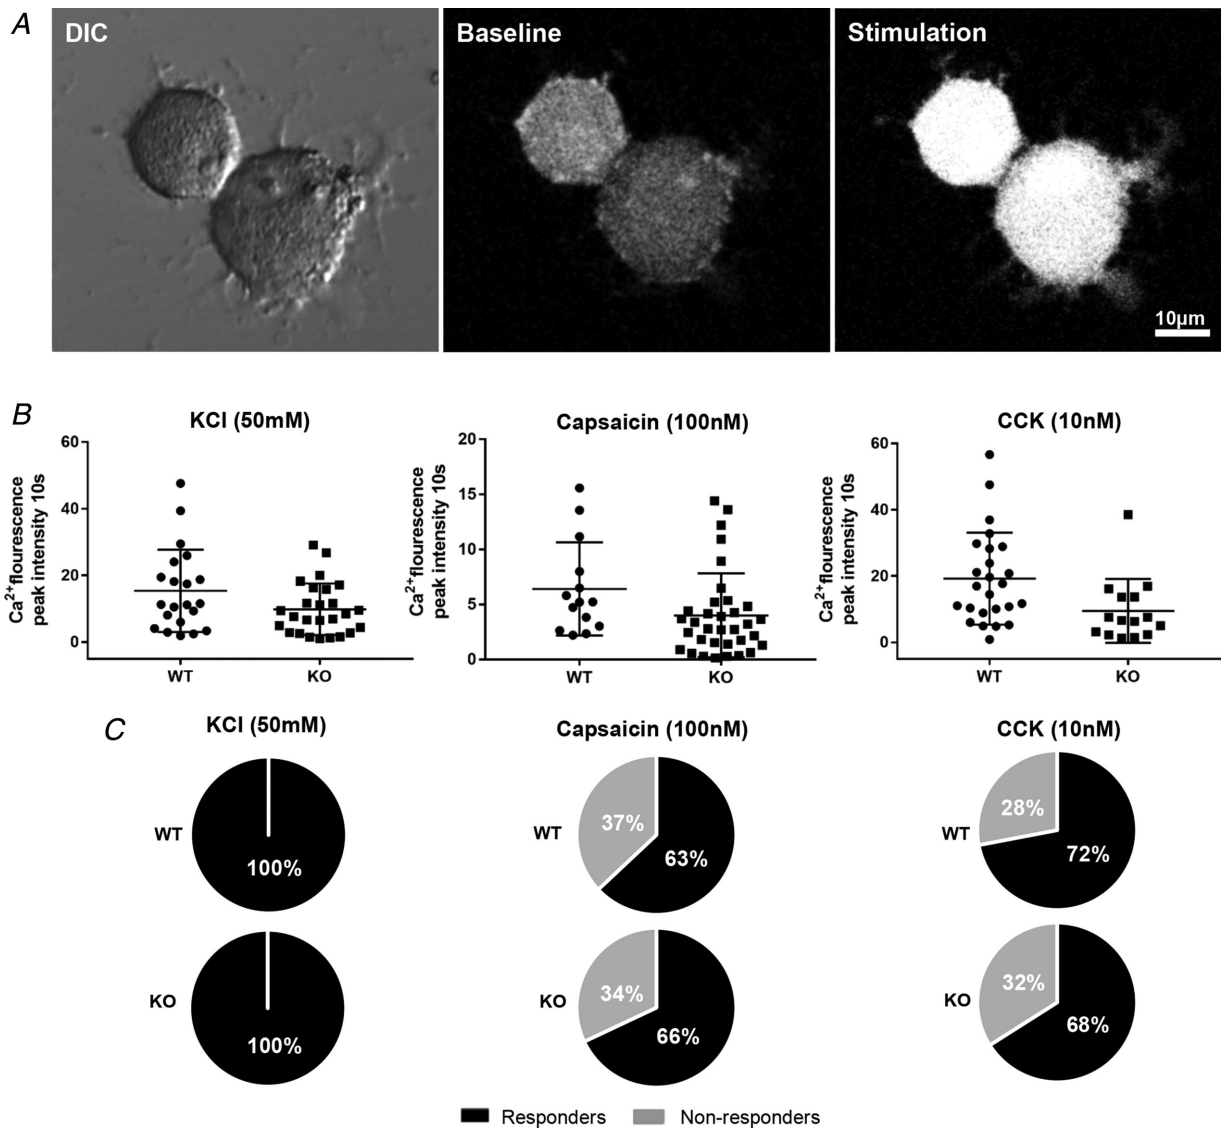 A
DIC
Baseline
Stimulation
10µm
B
KCl (50mM)
Capsaicin (100nM)
CCK (10nM)
Ca2+flourescence
peak intensity 10s
60
40
20
0
WT
KO
Ca2+flourescence
peak intensity 10s
20
15
10
5
0
WT
KO
Ca2+flourescence
peak intensity 10s
60
40
20
0
WT
KO
C
KCl (50mM)
Capsaicin (100nM)
CCK (10nM)
WT
100%
WT
37%
63%
WT
28%
72%
KO
100%
KO
34%
66%
KO
32%
68%
Responders
Non-responders